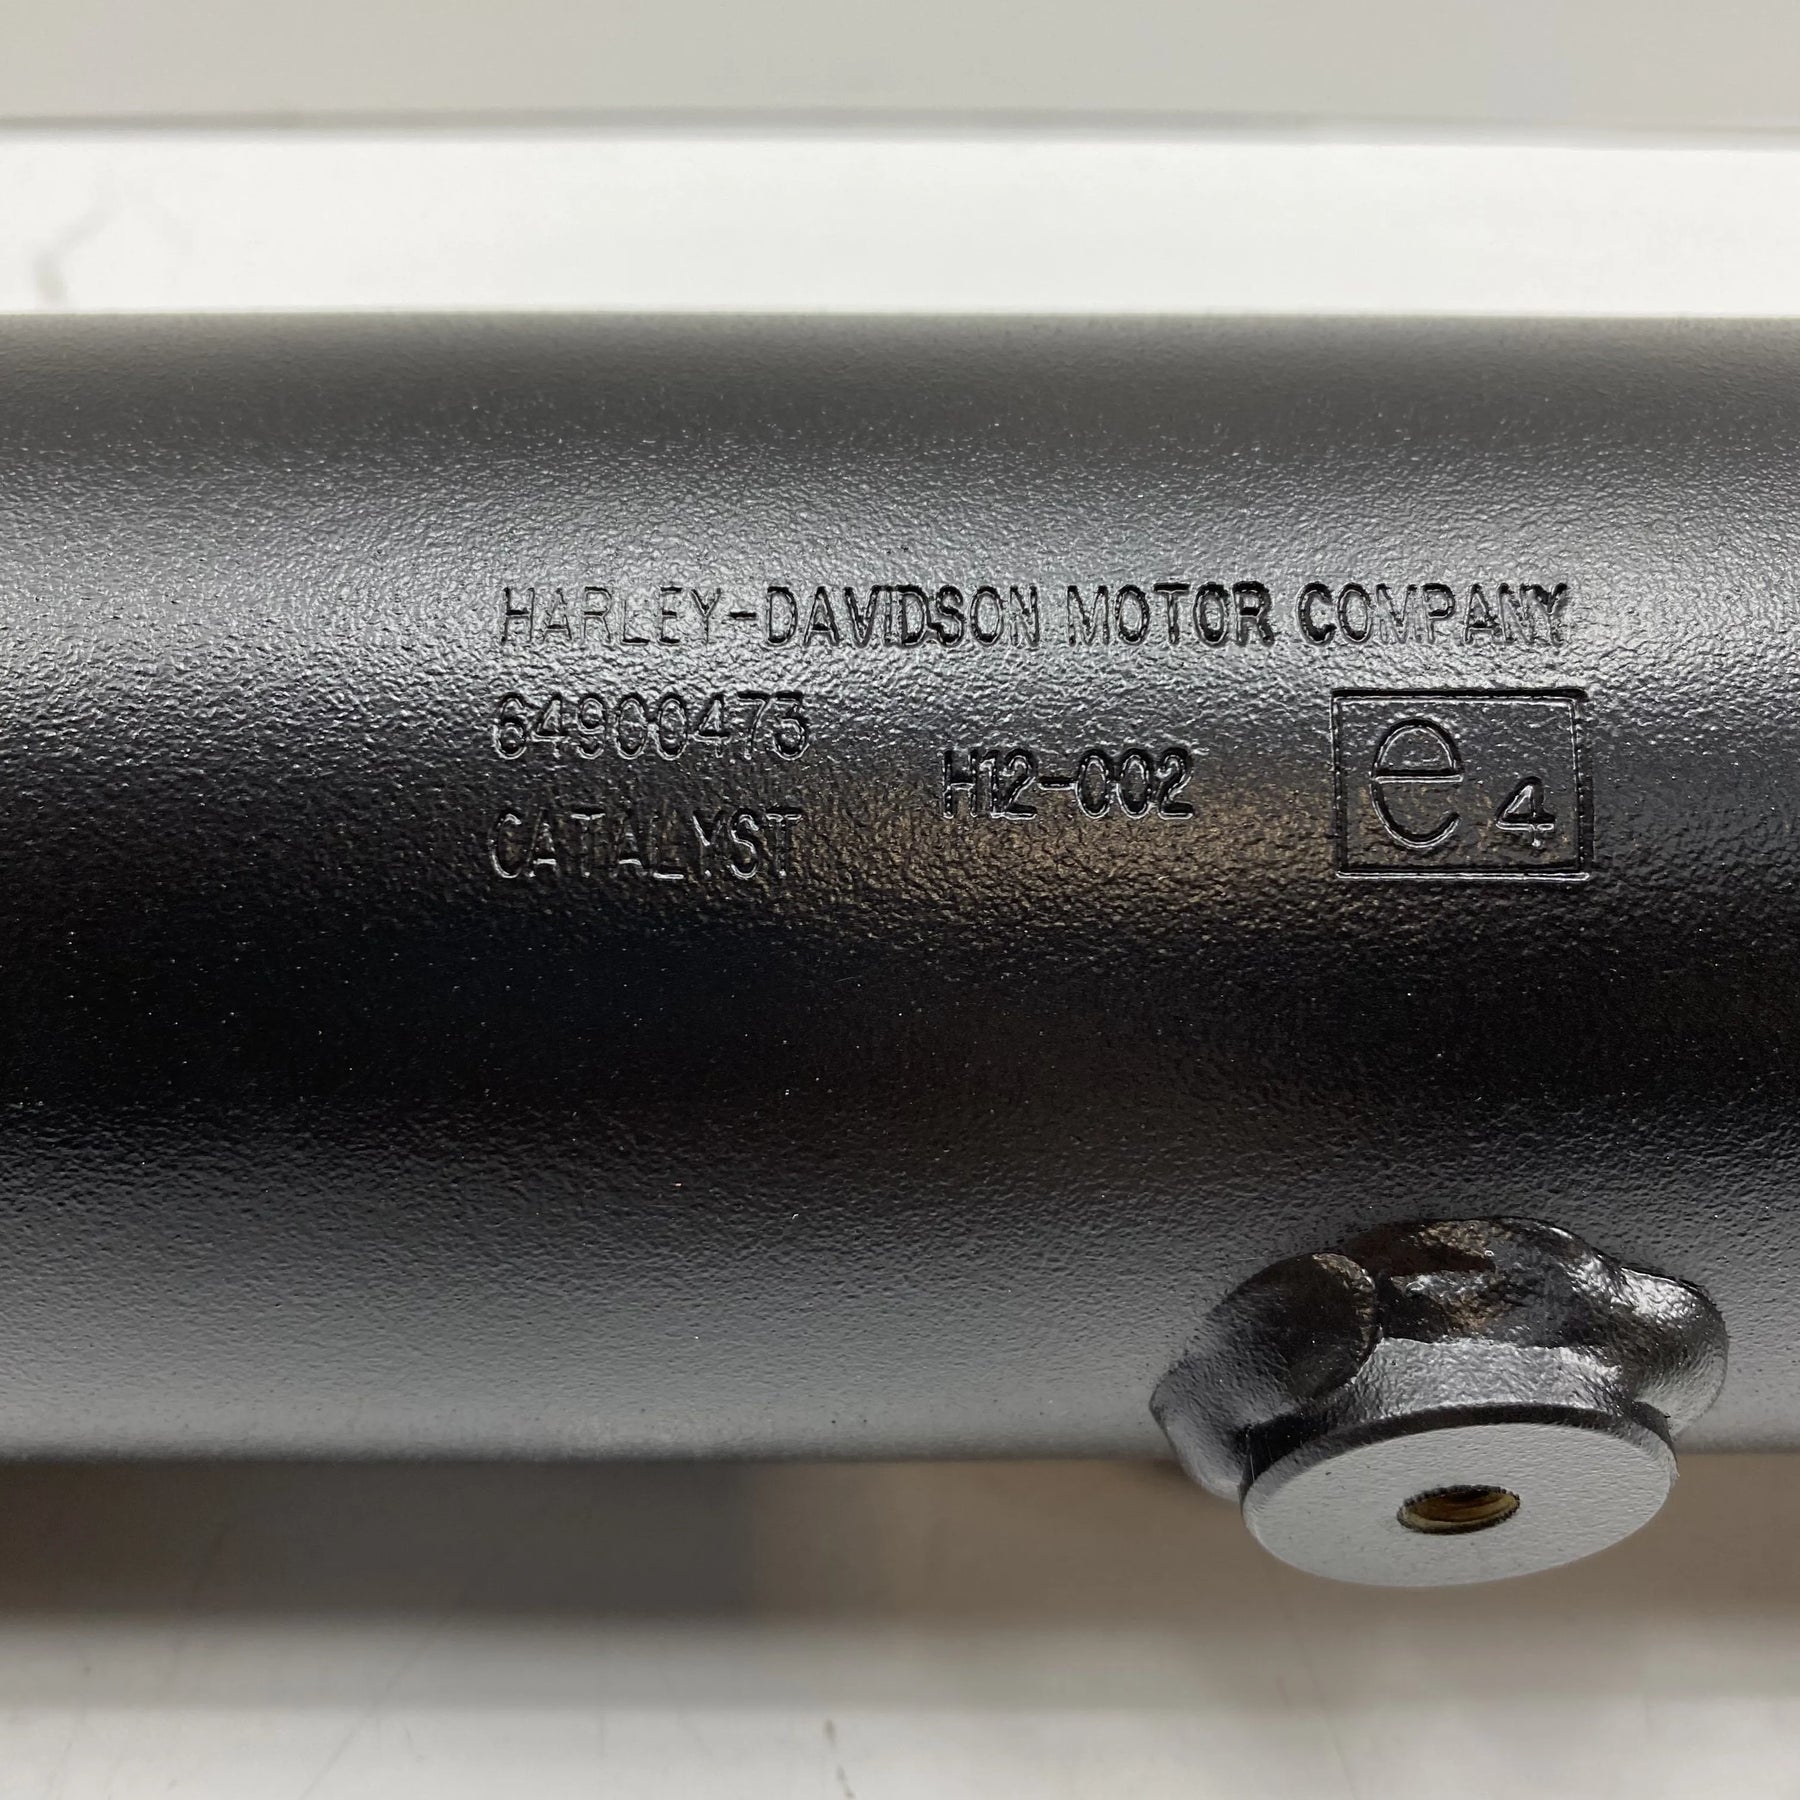 HARLEY-DAVIDSON MOTOR COMPANY
64900473
H12-002
e4
CATALYST